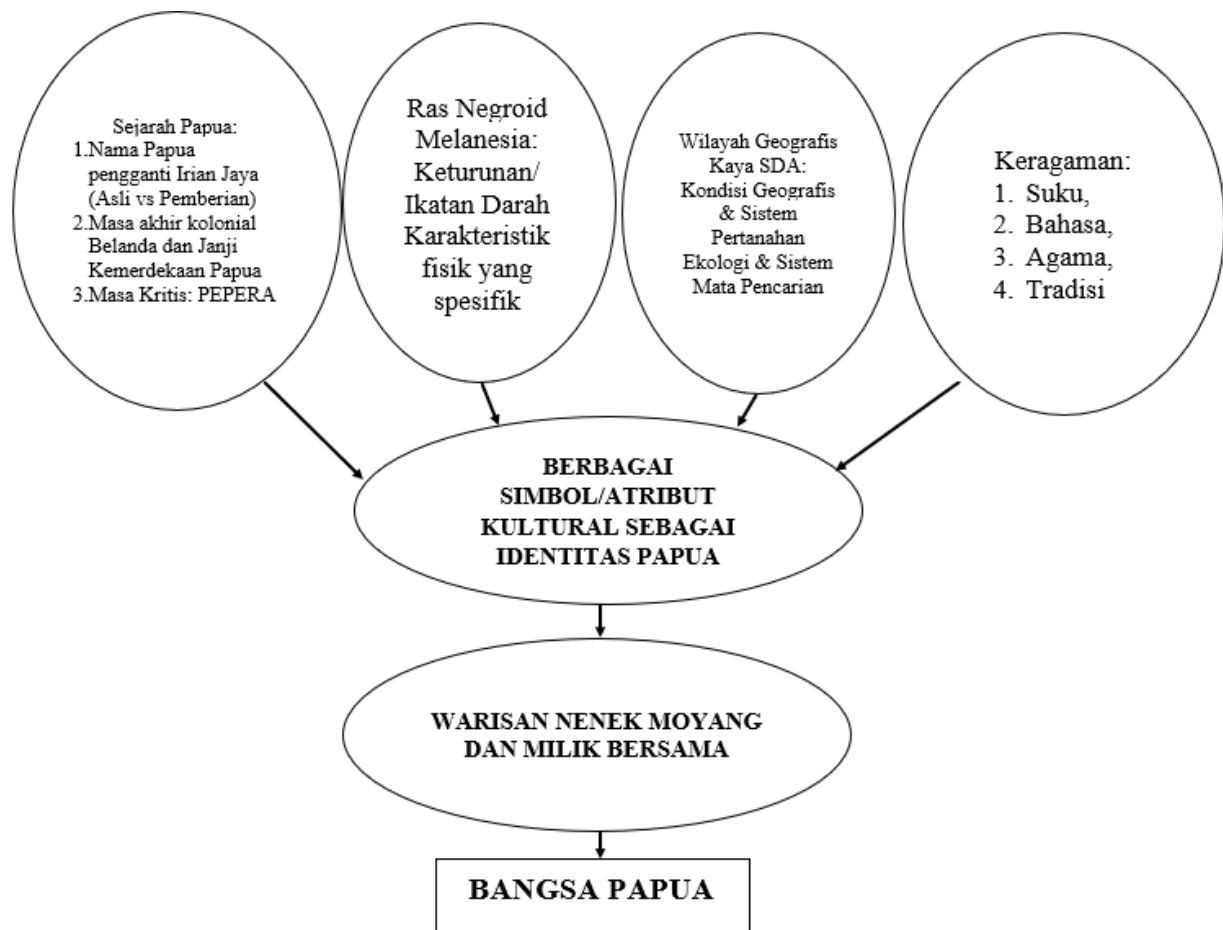 Sejarah Papua:
1.Nama Papua
pengganti Irian Jaya
(Asli vs Pemberian)
2.Masa akhir kolonial
Belanda dan Janji
Kemerdekaan Papua
3.Masa Kritis: PEPERA
Ras Negroid
Melanesia:
Keturunan/
Ikatan Darah
Karakteristik
fisik yang
spesifik
Wilayah Geografis
Kaya SDA:
Kondisi Geografis
& Sistem
Pertanahan
Ekologi & Sistem
Mata Pencarian
Keragaman:
1. Suku,
2. Bahasa,
3. Agama,
4. Tradisi
BERBAGAI
SIMBOL/ATRIBUT
KULTURAL SEBAGAI
IDENTITAS PAPUA
WARISAN NENEK MOYANG
DAN MILIK BERSAMA
BANGSA PAPUA